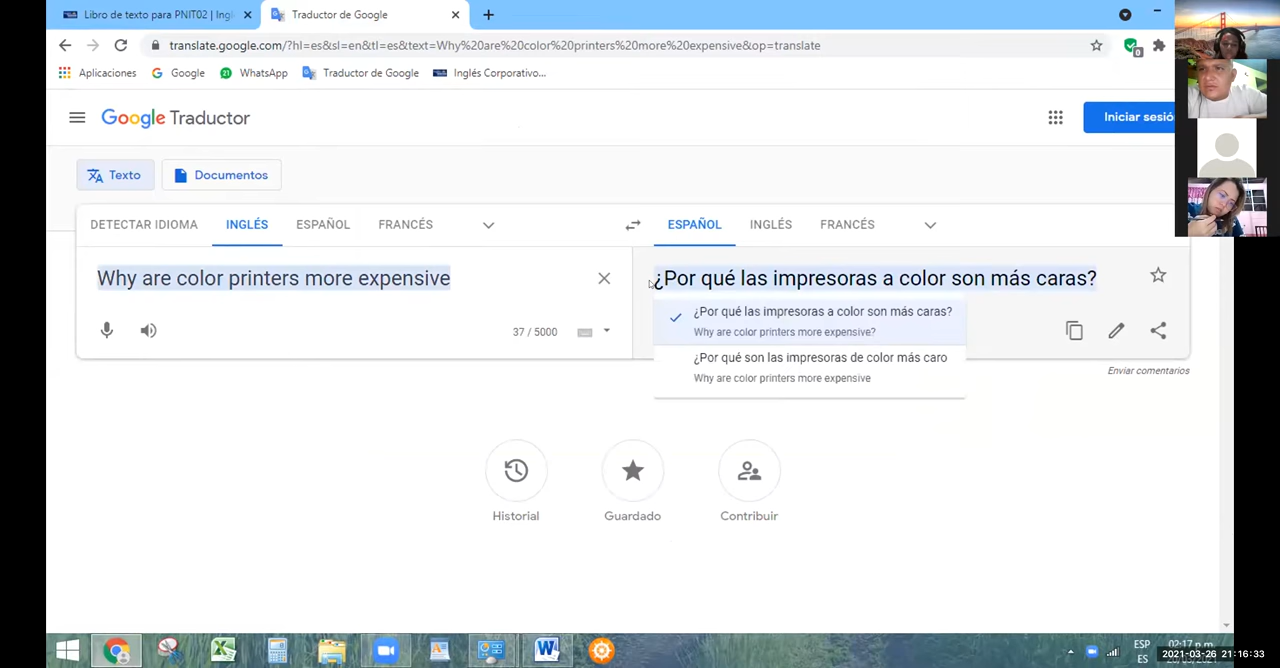 Libro de texto para PNIT02 | Ingl
Traductor de Google
translate.google.com/?hl=es&sl=en&tl=es&text=Why%20are%20color%20printers%20more%20expensive&op=translate
0
Aplicaciones
Google
21
WhatsApp
Traductor de Google
Inglés Corporativo...
Google Traductor
Iniciar sesió
Texto
Documentos
DETECTAR IDIOMA
INGLÉS
ESPAÑOL
FRANCÉS
ESPAÑOL
INGLÉS
FRANCÉS
Why are color printers more expensive
¿Por qué las impresoras a color son más caras?
¿Por qué las impresoras a color son más caras?
Why are color printers more expensive?
37 / 5000
¿Por qué son las impresoras de color más caro
Why are color printers more expensive
Enviar comentarios
Historial
Guardado
Contribuir
ESP
ES
02:17 p.m.
2021-03-26 21:16:33